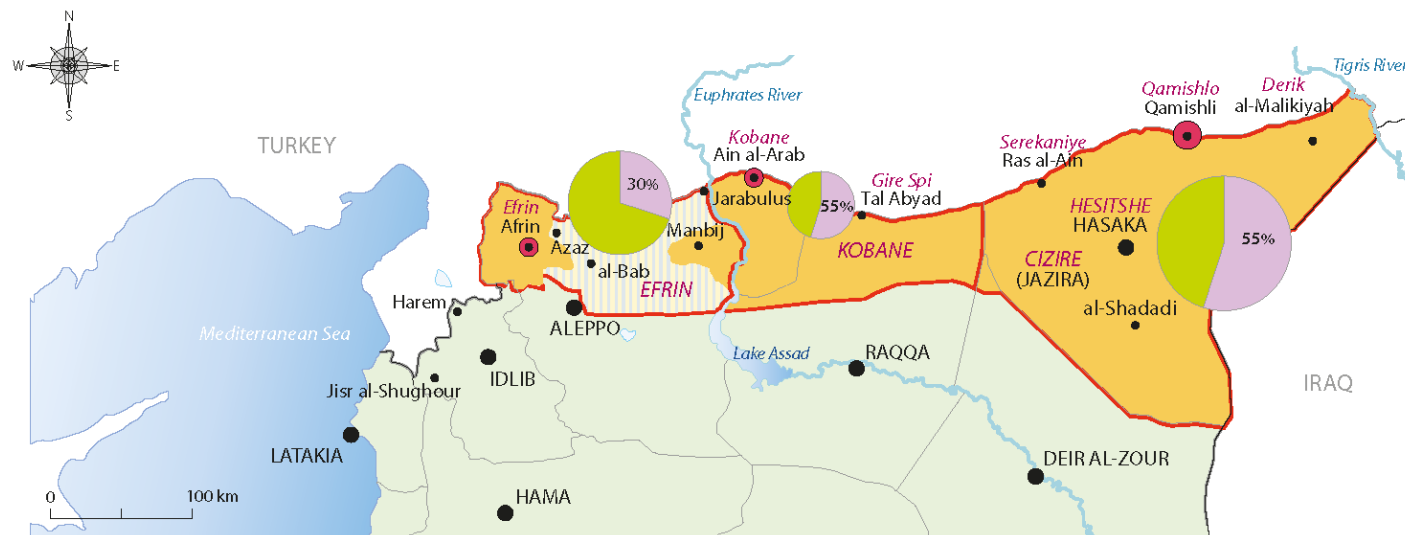 N
W
E
S
TURKEY
Euphrates River
Tigris River
Qamishlo
Qamishli
Derik
al-Malikiyah
Kobane
Ain al-Arab
Serekaniye
Ras al-Ain
30%
Jarabulus
55%
Gire Spi
Tal Abyad
Efrin
Afrin
Azaz
Manbij
al-Bab
EFRIN
KOBANE
HESITSHE
HASAKA
CIZIRE
(JAZIRA)
55%
al-Shadadi
Harem
ALEPPO
Mediterranean Sea
Lake Assad
RAQQA
IDLIB
Jisr al-Shughour
IRAQ
LATAKIA
DEIR AL-ZOUR
0
100 km
HAMA